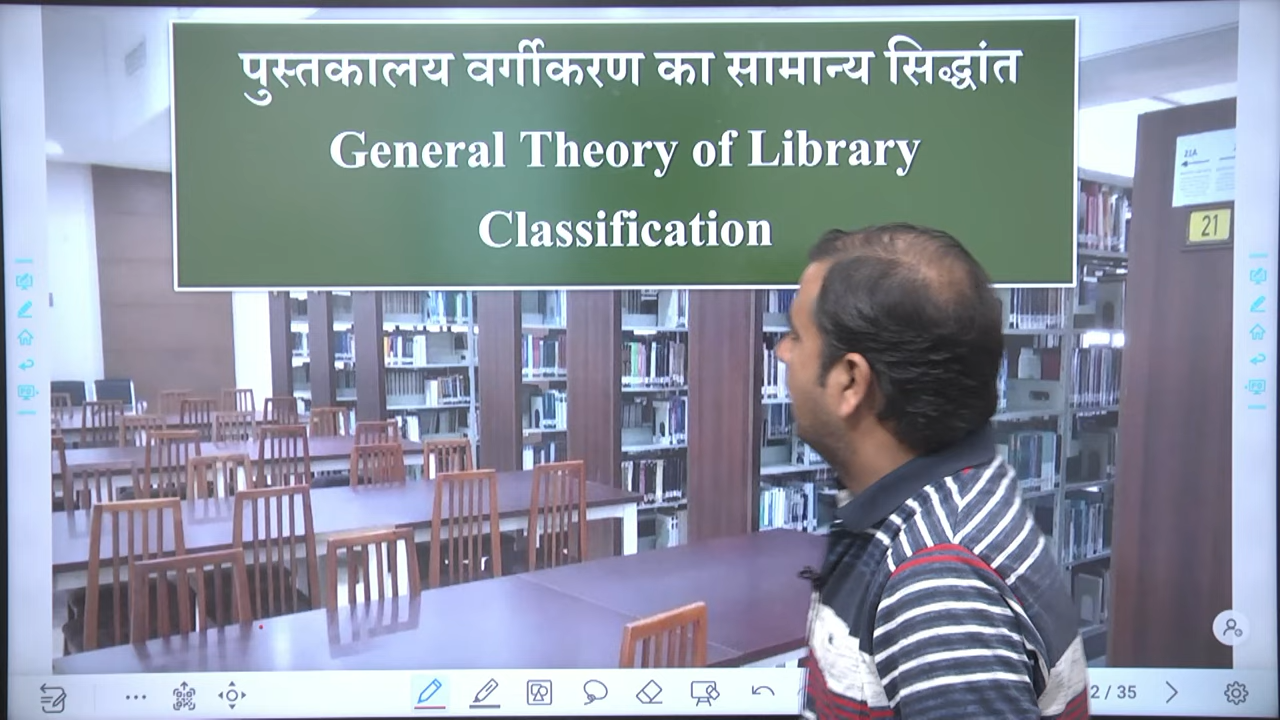 पुस्तकालय वर्गीकरण का सामान्य सिद्धांत
General Theory of Library
Classification
21
2 / 35